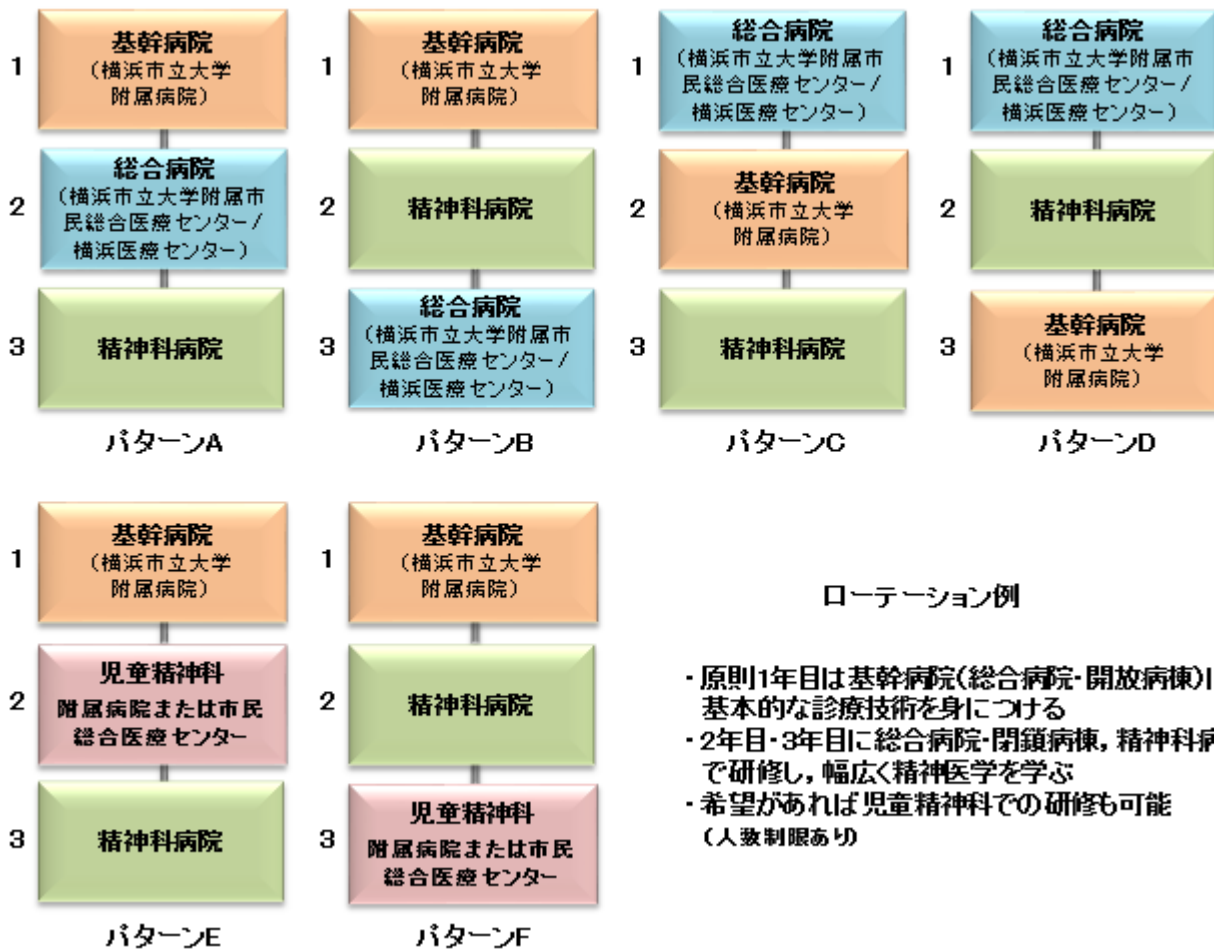 1
基幹病院
（横浜市立大学
附属病院）
2
総合病院
（横浜市立大学附属市
民総合医療センター/
横浜医療センター）
3
精神科病院
パターンA
1
基幹病院
（横浜市立大学
附属病院）
2
精神科病院
3
総合病院
（横浜市立大学附属市
民総合医療センター/
横浜医療センター）
パターンB
1
総合病院
（横浜市立大学附属市
民総合医療センター/
横浜医療センター）
2
基幹病院
（横浜市立大学
附属病院）
3
精神科病院
パターンC
1
総合病院
（横浜市立大学附属市
民総合医療センター/
横浜医療センター）
2
精神科病院
3
基幹病院
（横浜市立大学
附属病院）
パターンD
1
基幹病院
（横浜市立大学
附属病院）
2
児童精神科
附属病院または市民
総合医療センター
3
精神科病院
パターンE
1
基幹病院
（横浜市立大学
附属病院）
2
精神科病院
3
児童精神科
附属病院または市民
総合医療センター
パターンF
ローテーション例
・原則1年目は基幹病院(総合病院・開放病棟)
基本的な診療技術を身につける
・2年目・3年目に総合病院・閉鎖病棟，精神科病
で研修し，幅広く精神医学を学ぶ
・希望があれば児童精神科での研修も可能
（人数制限あり）